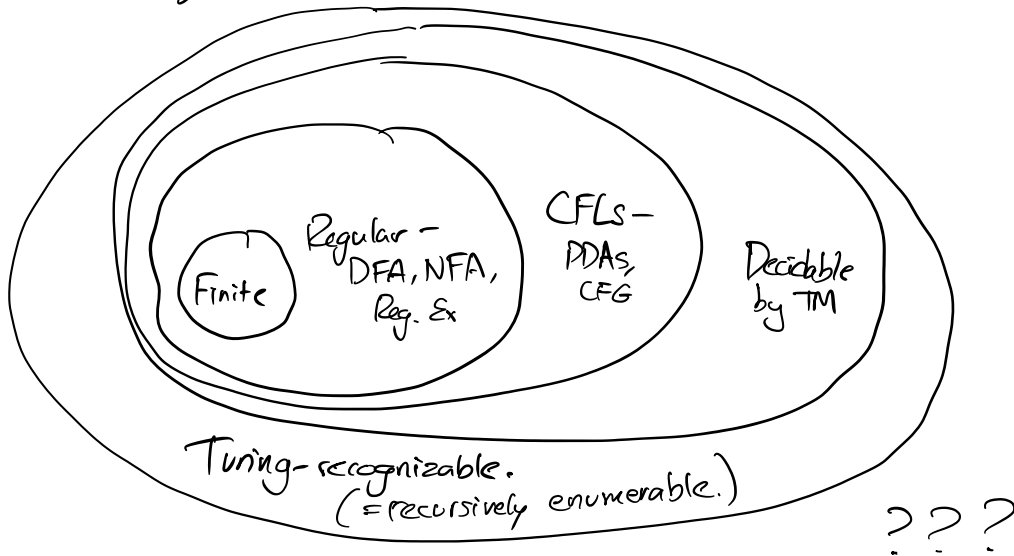 Finite
Regular -
DFA, NFA,
Reg. Ex
CFLs -
PDAs,
CFG
Decidable
by TM
Turing-recognizable.
(= recursively enumerable.)
? ? ?